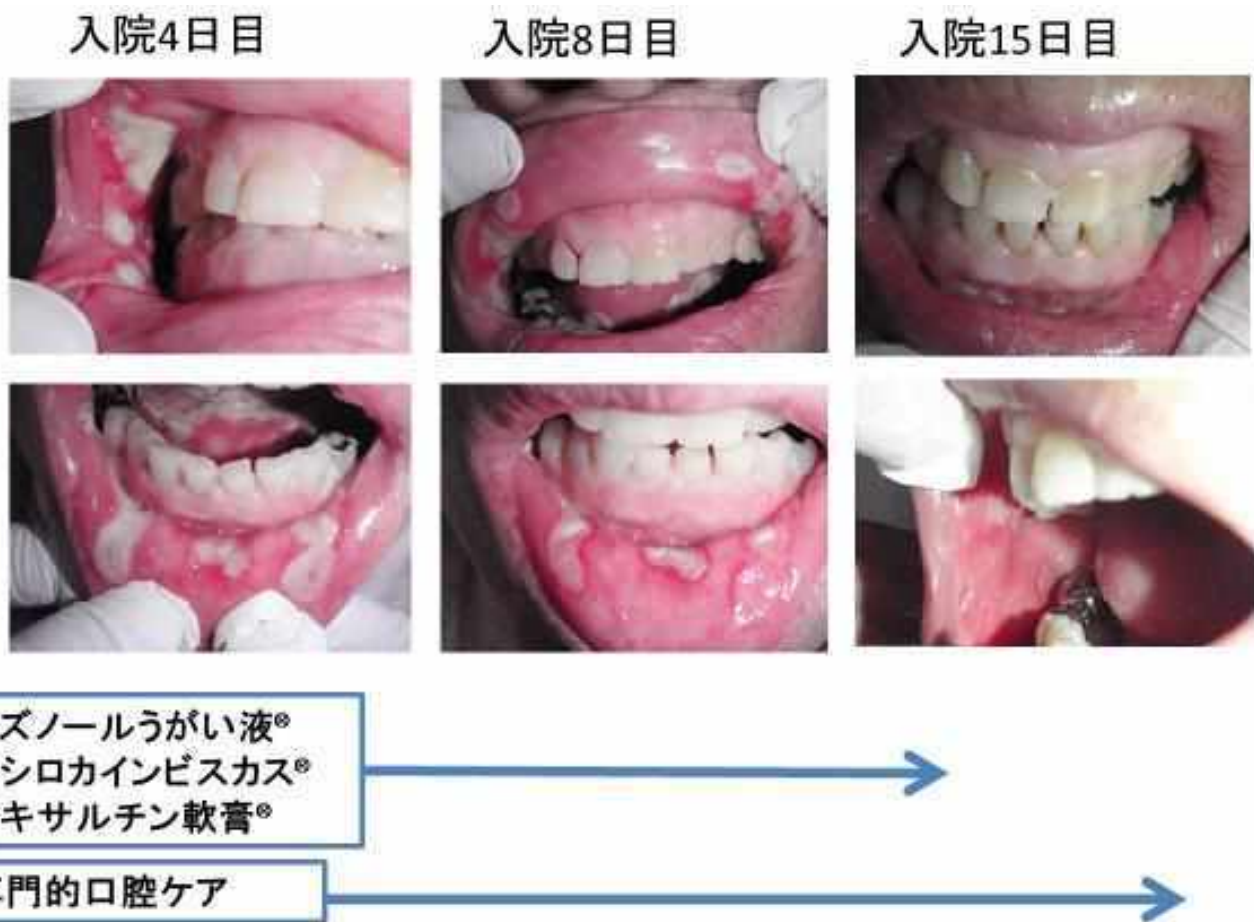 入院4日目
入院8日目
入院15日目
ズノールうがい液®
シロカインビスカス®
キサルチン軟膏®
門的口腔ケア